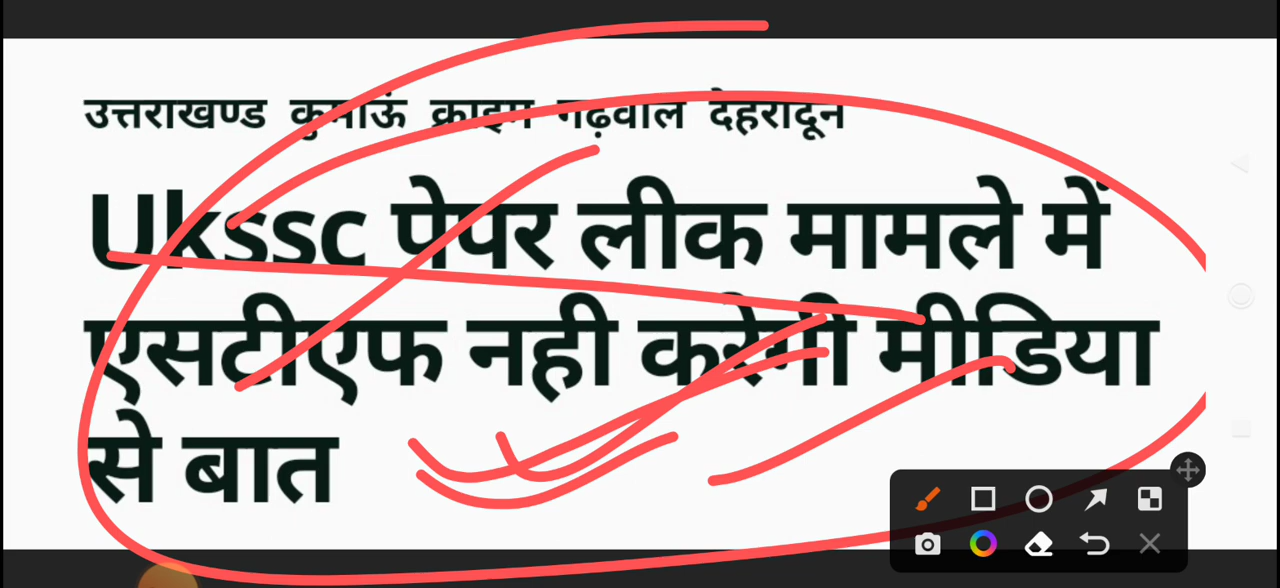 उत्तराखण्ड कुमाऊं क्राइम गढ़वाल देहरादून
Ukssc पेपर लीक मामले में
एसटीएफ नही करेगी मीडिया
से बात